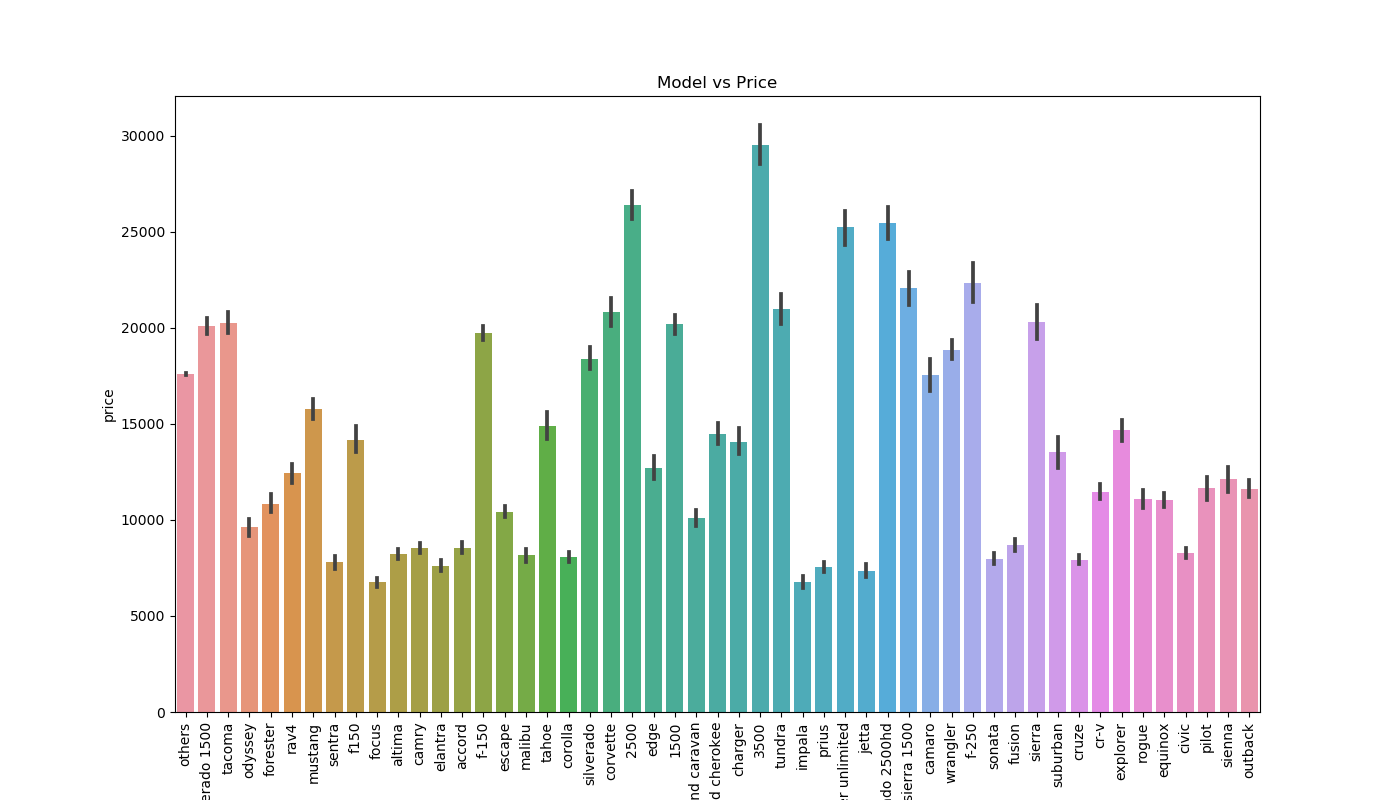 Model vs Price
price
30000
25000
20000
15000
10000
5000
0
others
erado 1500
tacoma
odyssey
forester
rav4
mustang
sentra
f150
focus
altima
camry
elantra
accord
f-150
escape
malibu
tahoe
corolla
silverado
corvette
2500
edge
1500
nd caravan
d cherokee
charger
3500
tundra
impala
prius
er unlimited
jetta
ado 2500hd
sierra 1500
camaro
wrangler
f-250
sonata
fusion
sierra
suburban
cruze
cr-v
explorer
rogue
equinox
civic
pilot
sienna
outback